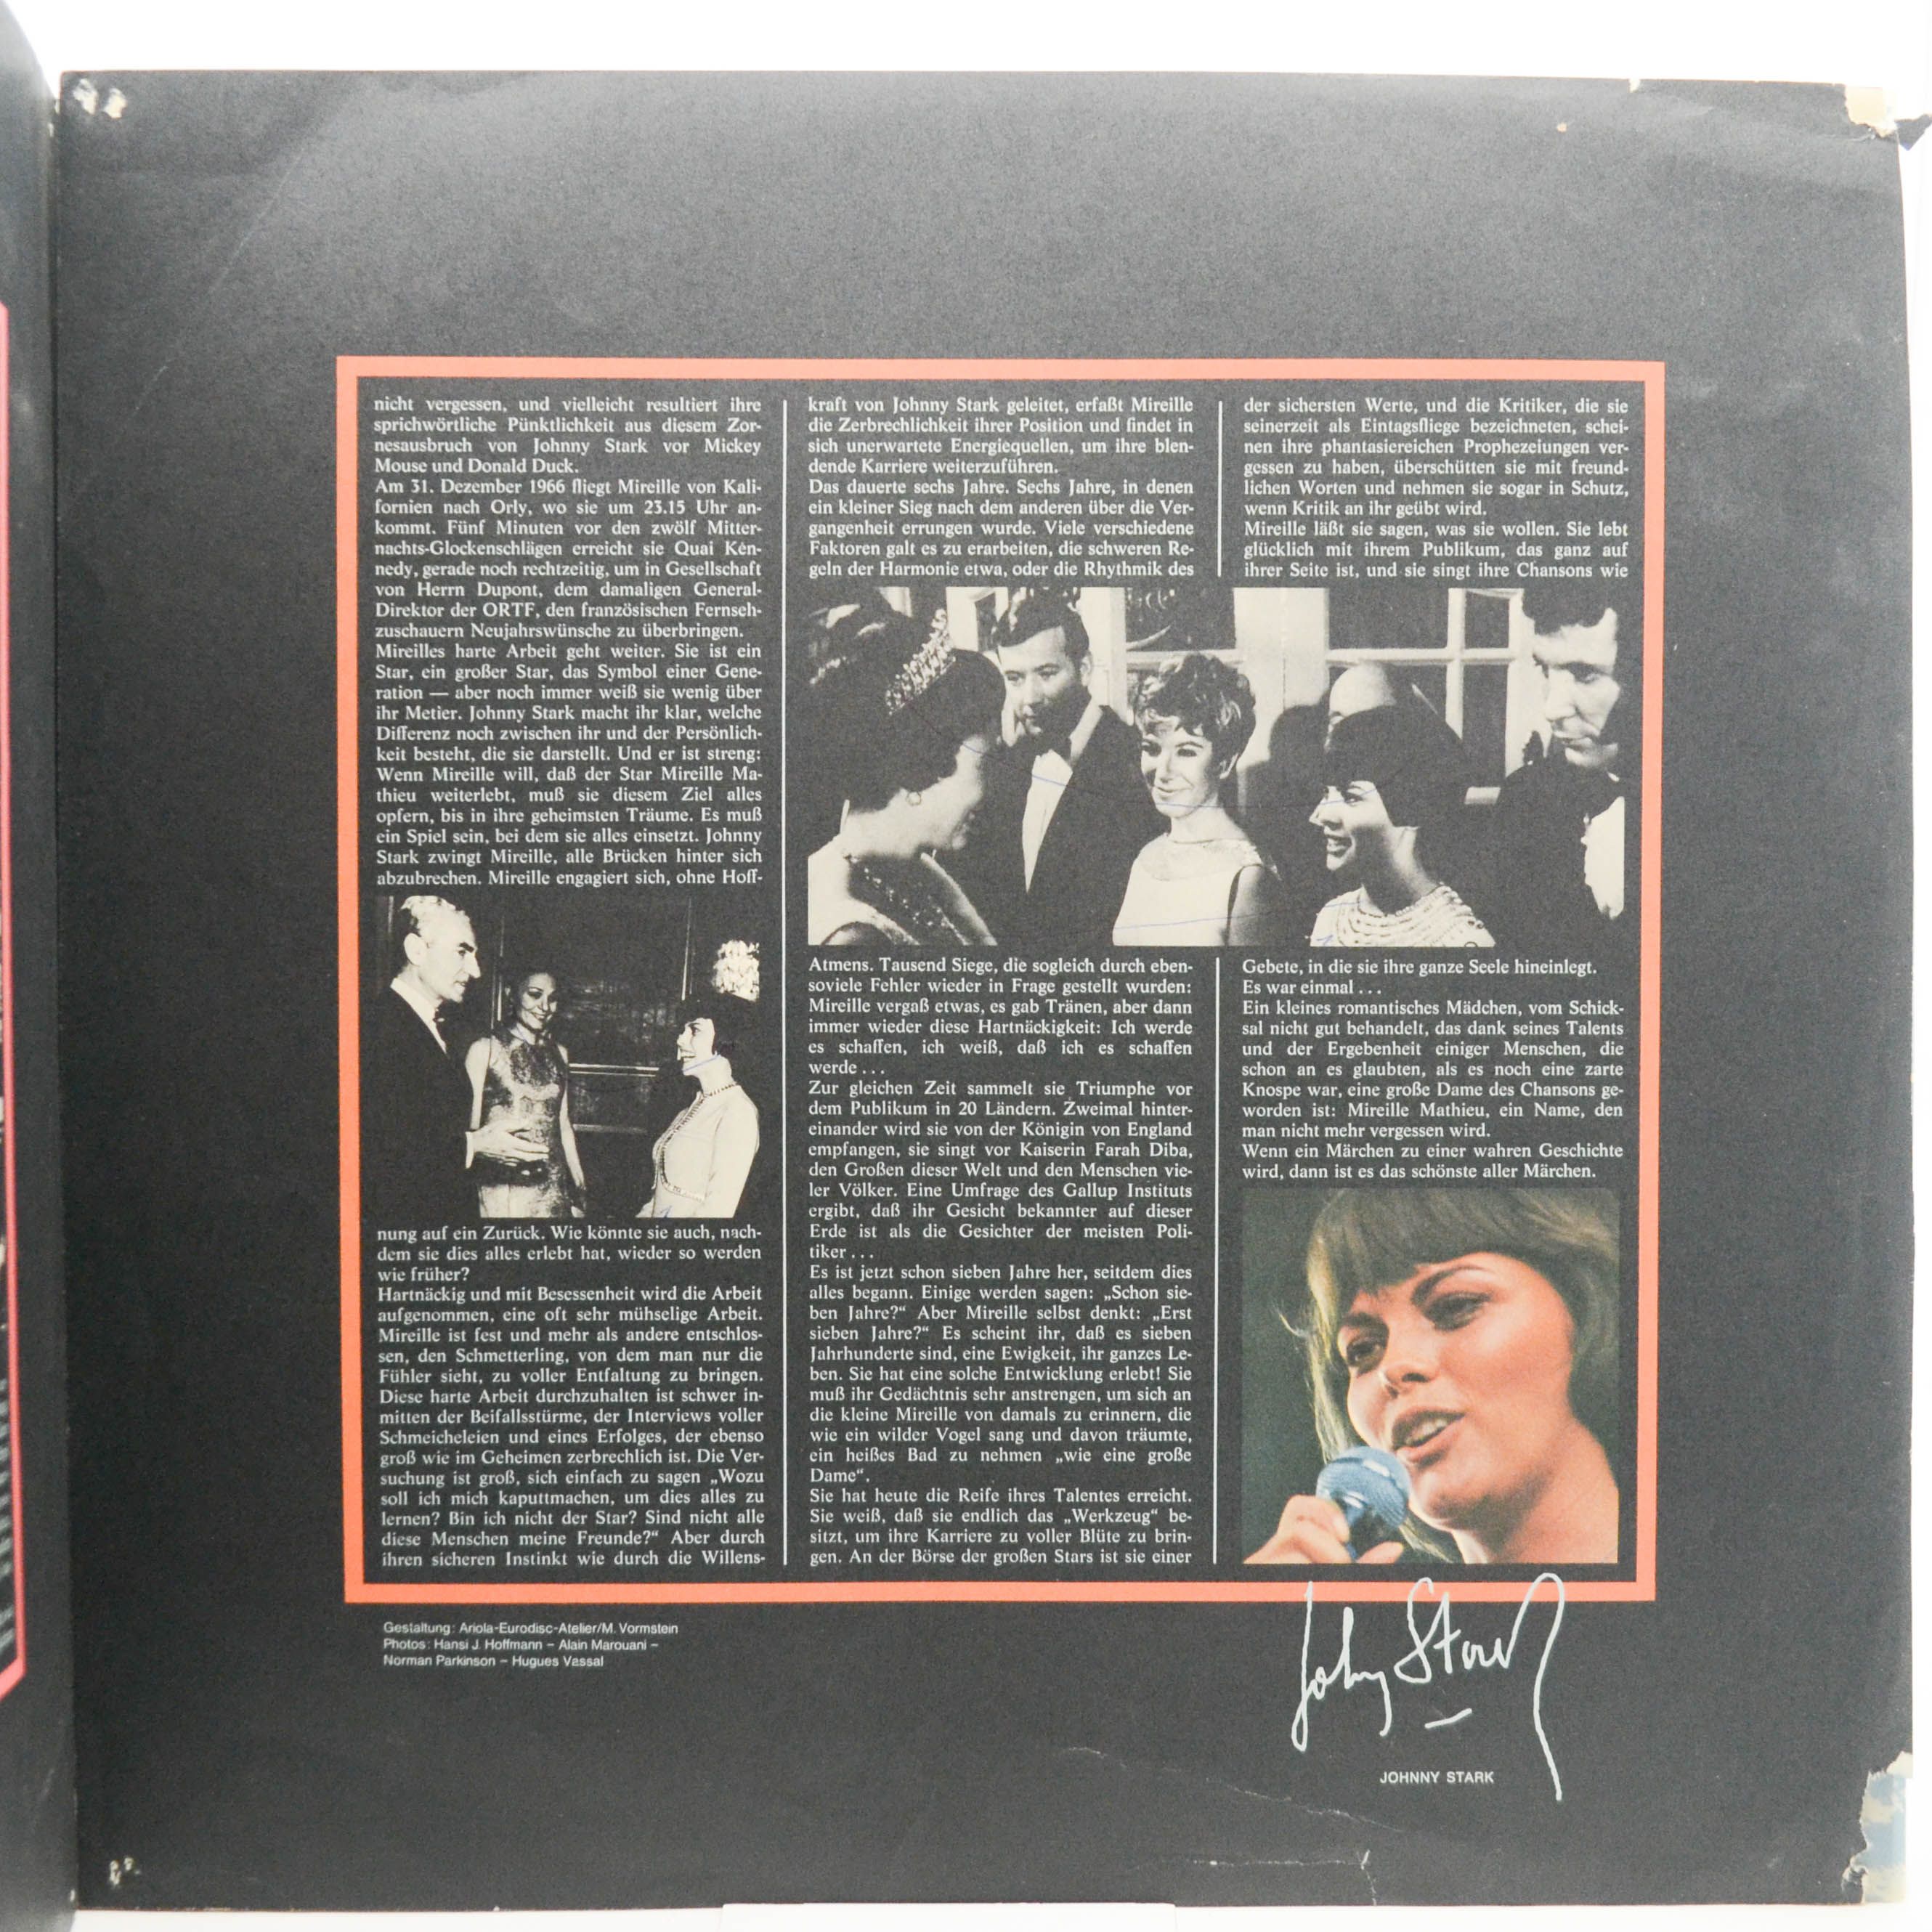 nicht vergessen, und vielleicht resultiert ihre
sprichwörtliche Pünktlichkeit aus diesem Zor-
nesausbruch von Johnny Stark vor Mickey
Mouse und Donald Duck.
Am 31. Dezember 1966 fliegt Mireille von Kali-
fornien nach Orly, wo sie um 23.15 Uhr an-
kommt. Fünf Minuten vor den zwölf Mitter-
nachts-Glockenschlägen erreicht sie Quai Ken-
nedy, gerade noch rechtzeitig, um in Gesellschaft
von Herrn Dupont, dem damaligen General-
Direktor der ORTF, den französischen Fernseh-
zuschauern Neujahrswünsche zu überbringen.
Mireilles harte Arbeit geht weiter. Sie ist ein
Star, ein großer Star, das Symbol einer Gene-
ration — aber noch immer weiß sie wenig über
ihr Metier. Johnny Stark macht ihr klar, welche
Differenz noch zwischen ihr und der Persönlich-
keit besteht, die sie darstellt. Und er ist streng:
Wenn Mireille will, daß der Star Mireille Ma-
thieu weiterlebt, muß sie diesem Ziel alles
opfern, bis in ihre geheimsten Träume. Es muß
ein Spiel sein, bei dem sie alles einsetzt. Johnny
Stark zwingt Mireille, alle Brücken hinter sich
abzubrechen. Mireille engagiert sich, ohne Hoff-
nung auf ein Zurück. Wie könnte sie auch, nach-
dem sie dies alles erlebt hat, wieder so werden
wie früher?
Hartnäckig und mit Besessenheit wird die Arbeit
aufgenommen, eine oft sehr mühselige Arbeit.
Mireille ist fest und mehr als andere entschlos-
sen, den Schmetterling, von dem man nur die
Fühler sieht, zu voller Entfaltung zu bringen.
Diese harte Arbeit durchzuhalten ist schwer in-
mitten der Beifallsstürme, der Interviews voller
Schmeicheleien und eines Erfolges, der ebenso
groß wie im Geheimen zerbrechlich ist. Die Ver-
suchung ist groß, sich einfach zu sagen „Wozu
soll ich mich kaputtmachen, um dies alles zu
lernen? Bin ich nicht der Star? Sind nicht alle
diese Menschen meine Freunde?“ Aber durch
ihren sicheren Instinkt wie durch die Willens-
kraft von Johnny Stark geleitet, erfaßt Mireille
die Zerbrechlichkeit ihrer Position und findet in
sich unerwartete Energiequellen, um ihre blen-
dende Karriere weiterzuführen.
Das dauerte sechs Jahre. Sechs Jahre, in denen
ein kleiner Sieg nach dem anderen über die Ver-
gangenheit errungen wurde. Viele verschiedene
Faktoren galt es zu erarbeiten, die schweren Re-
geln der Harmonie etwa, oder die Rhythmik des
Atmens. Tausend Siege, die sogleich durch eben-
soviele Fehler wieder in Frage gestellt wurden:
Mireille vergaß etwas, es gab Tränen, aber dann
immer wieder diese Hartnäckigkeit: Ich werde
es schaffen, ich weiß, daß ich es schaffen
werde ...
Zur gleichen Zeit sammelt sie Triumphe vor
dem Publikum in 20 Ländern. Zweimal hinter-
einander wird sie von der Königin von England
empfangen, sie singt vor Kaiserin Farah Diba,
den Großen dieser Welt und den Menschen vie-
ler Völker. Eine Umfrage des Gallup Instituts
ergibt, daß ihr Gesicht bekannter auf dieser
Erde ist als die Gesichter der meisten Poli-
tiker ...
Es ist jetzt schon sieben Jahre her, seitdem dies
alles begann. Einige werden sagen: „Schon sie-
ben Jahre?“ Aber Mireille selbst denkt: „Erst
sieben Jahre?“ Es scheint ihr, daß es sieben
Jahrhunderte sind, eine Ewigkeit, ihr ganzes Le-
ben. Sie hat eine solche Entwicklung erlebt! Sie
muß ihr Gedächtnis sehr anstrengen, um sich an
die kleine Mireille von damals zu erinnern, die
wie ein wilder Vogel sang und davon träumte,
ein heißes Bad zu nehmen „wie eine große
Dame“.
Sie hat heute die Reife ihres Talentes erreicht.
Sie weiß, daß sie endlich das „Werkzeug“ be-
sitzt, um ihre Karriere zu voller Blüte zu brin-
gen. An der Börse der großen Stars ist sie einer
der sichersten Werte, und die Kritiker, die sie
seinerzeit als Eintagsfliege bezeichneten, schei-
nen ihre phantasiereichen Prophezeiungen ver-
gessen zu haben, überschütten sie mit freund-
lichen Worten und nehmen sie sogar in Schutz,
wenn Kritik an ihr geübt wird.
Mireille läßt sie sagen, was sie wollen. Sie lebt
glücklich mit ihrem Publikum, das ganz auf
ihrer Seite ist, und sie singt ihre Chansons wie
Gebete, in die sie ihre ganze Seele hineinlegt.
Es war einmal ...
Ein kleines romantisches Mädchen, vom Schick-
sal nicht gut behandelt, das dank seines Talents
und der Ergebenheit einiger Menschen, die
schon an es glaubten, als es noch eine zarte
Knospe war, eine große Dame des Chansons ge-
worden ist: Mireille Mathieu, ein Name, den
man nicht mehr vergessen wird.
Wenn ein Märchen zu einer wahren Geschichte
wird, dann ist es das schönste aller Märchen.
Gestaltung: Ariola-Eurodisc-Atelier/M. Vormstein
Photos: Hansi J. Hoffmann – Alain Marouani –
Norman Parkinson – Hugues Vassal
Johnny Stark
JOHNNY STARK